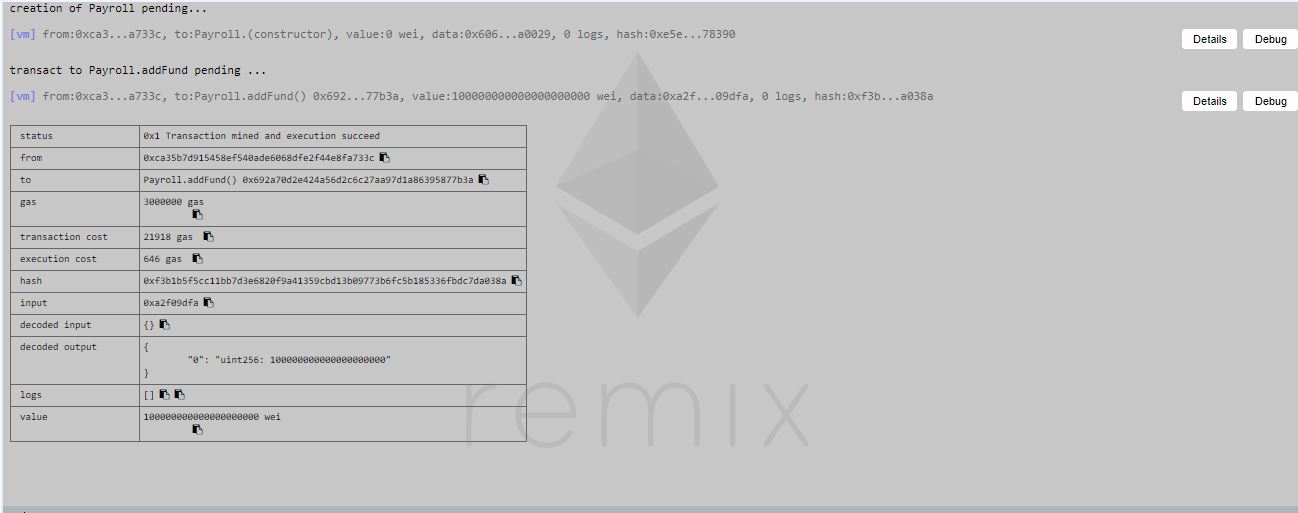 creation of Payroll pending...
[vm] from:0xca3...a733c, to:Payroll.(constructor), value:0 wei, data:0x606...a0029, 0 logs, hash:0xe5e...78390
Details Debug
transact to Payroll.addFund pending ...
[vm] from:0xca3...a733c, to:Payroll.addFund() 0x692...77b3a, value:100000000000000000000 wei, data:0xa2f...09dfa, 0 logs, hash:0xf3b...a038a
Details Debug
status 0x1 Transaction mined and execution succeed
from 0xca35b7d915458ef540ade6068dfe2f44e8fa733c
to Payroll.addFund() 0x692a70d2e424a56d2c6c27aa97d1a86395877b3a
gas 3000000 gas
transaction cost 21918 gas
execution cost 646 gas
hash 0xf3b1b5f5cc11bb7d3e6820f9a41359cbd13b09773b6fc5b185336fbdc7da038a
input 0xa2f09dfa
decoded input {}
decoded output {
"0": "uint256: 100000000000000000000"
}
logs []
value 100000000000000000000 wei
remix